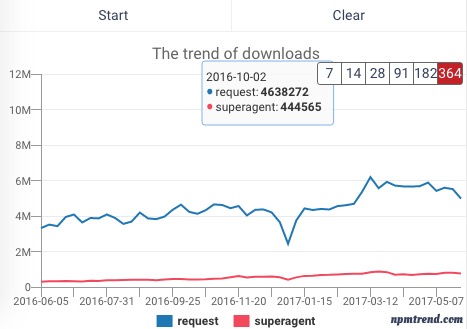 Start Clear
The trend of downloads
7 14 28 91 182 364
2016-10-02
request: 4638272
superagent: 444565
12M
10M
8M
6M
4M
2M
0
2016-06-05 2016-07-31 2016-09-25 2016-11-20 2017-01-15 2017-03-12 2017-05-07
request superagent
npmtrend.com